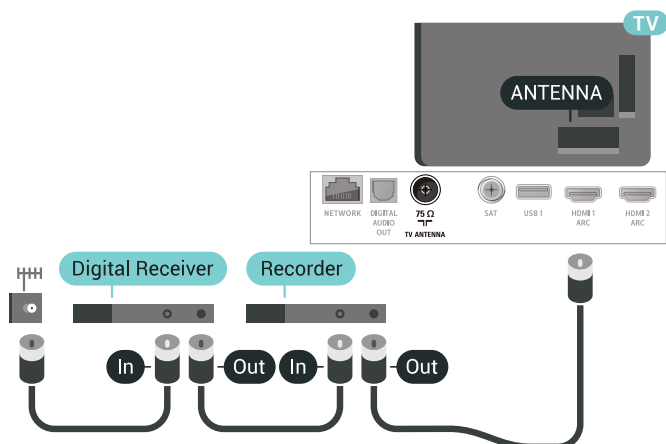 TV
ANTENNA
NETWORK
DIGITAL
AUDIO
OUT
75 Ω
TV ANTENNA
SAT
USB 1
HDMI 1
ARC
HDMI 2
ARC
Digital Receiver
Recorder
In
Out
In
Out